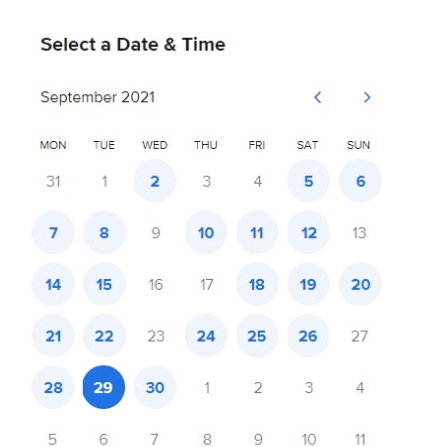 Select a Date & Time
September 2021
MON TUE WED THU FRI SAT SUN
31 1 2 3 4 5 6
7 8 9 10 11 12 13
14 15 16 17 18 19 20
21 22 23 24 25 26 27
28 29 30 1 2 3 4
5 6 7 8 9 10 11